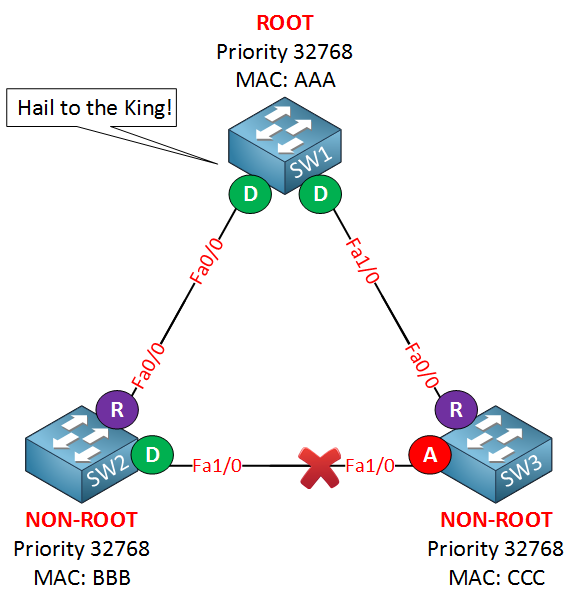 ROOT
Priority 32768
MAC: AAA
Hail to the King!
SW1
D
D
Fa0/0
Fa1/0
Fa0/0
Fa0/0
R
R
SW2
D
Fa1/0
Fa1/0
A
SW3
NON-ROOT
Priority 32768
MAC: BBB
NON-ROOT
Priority 32768
MAC: CCC